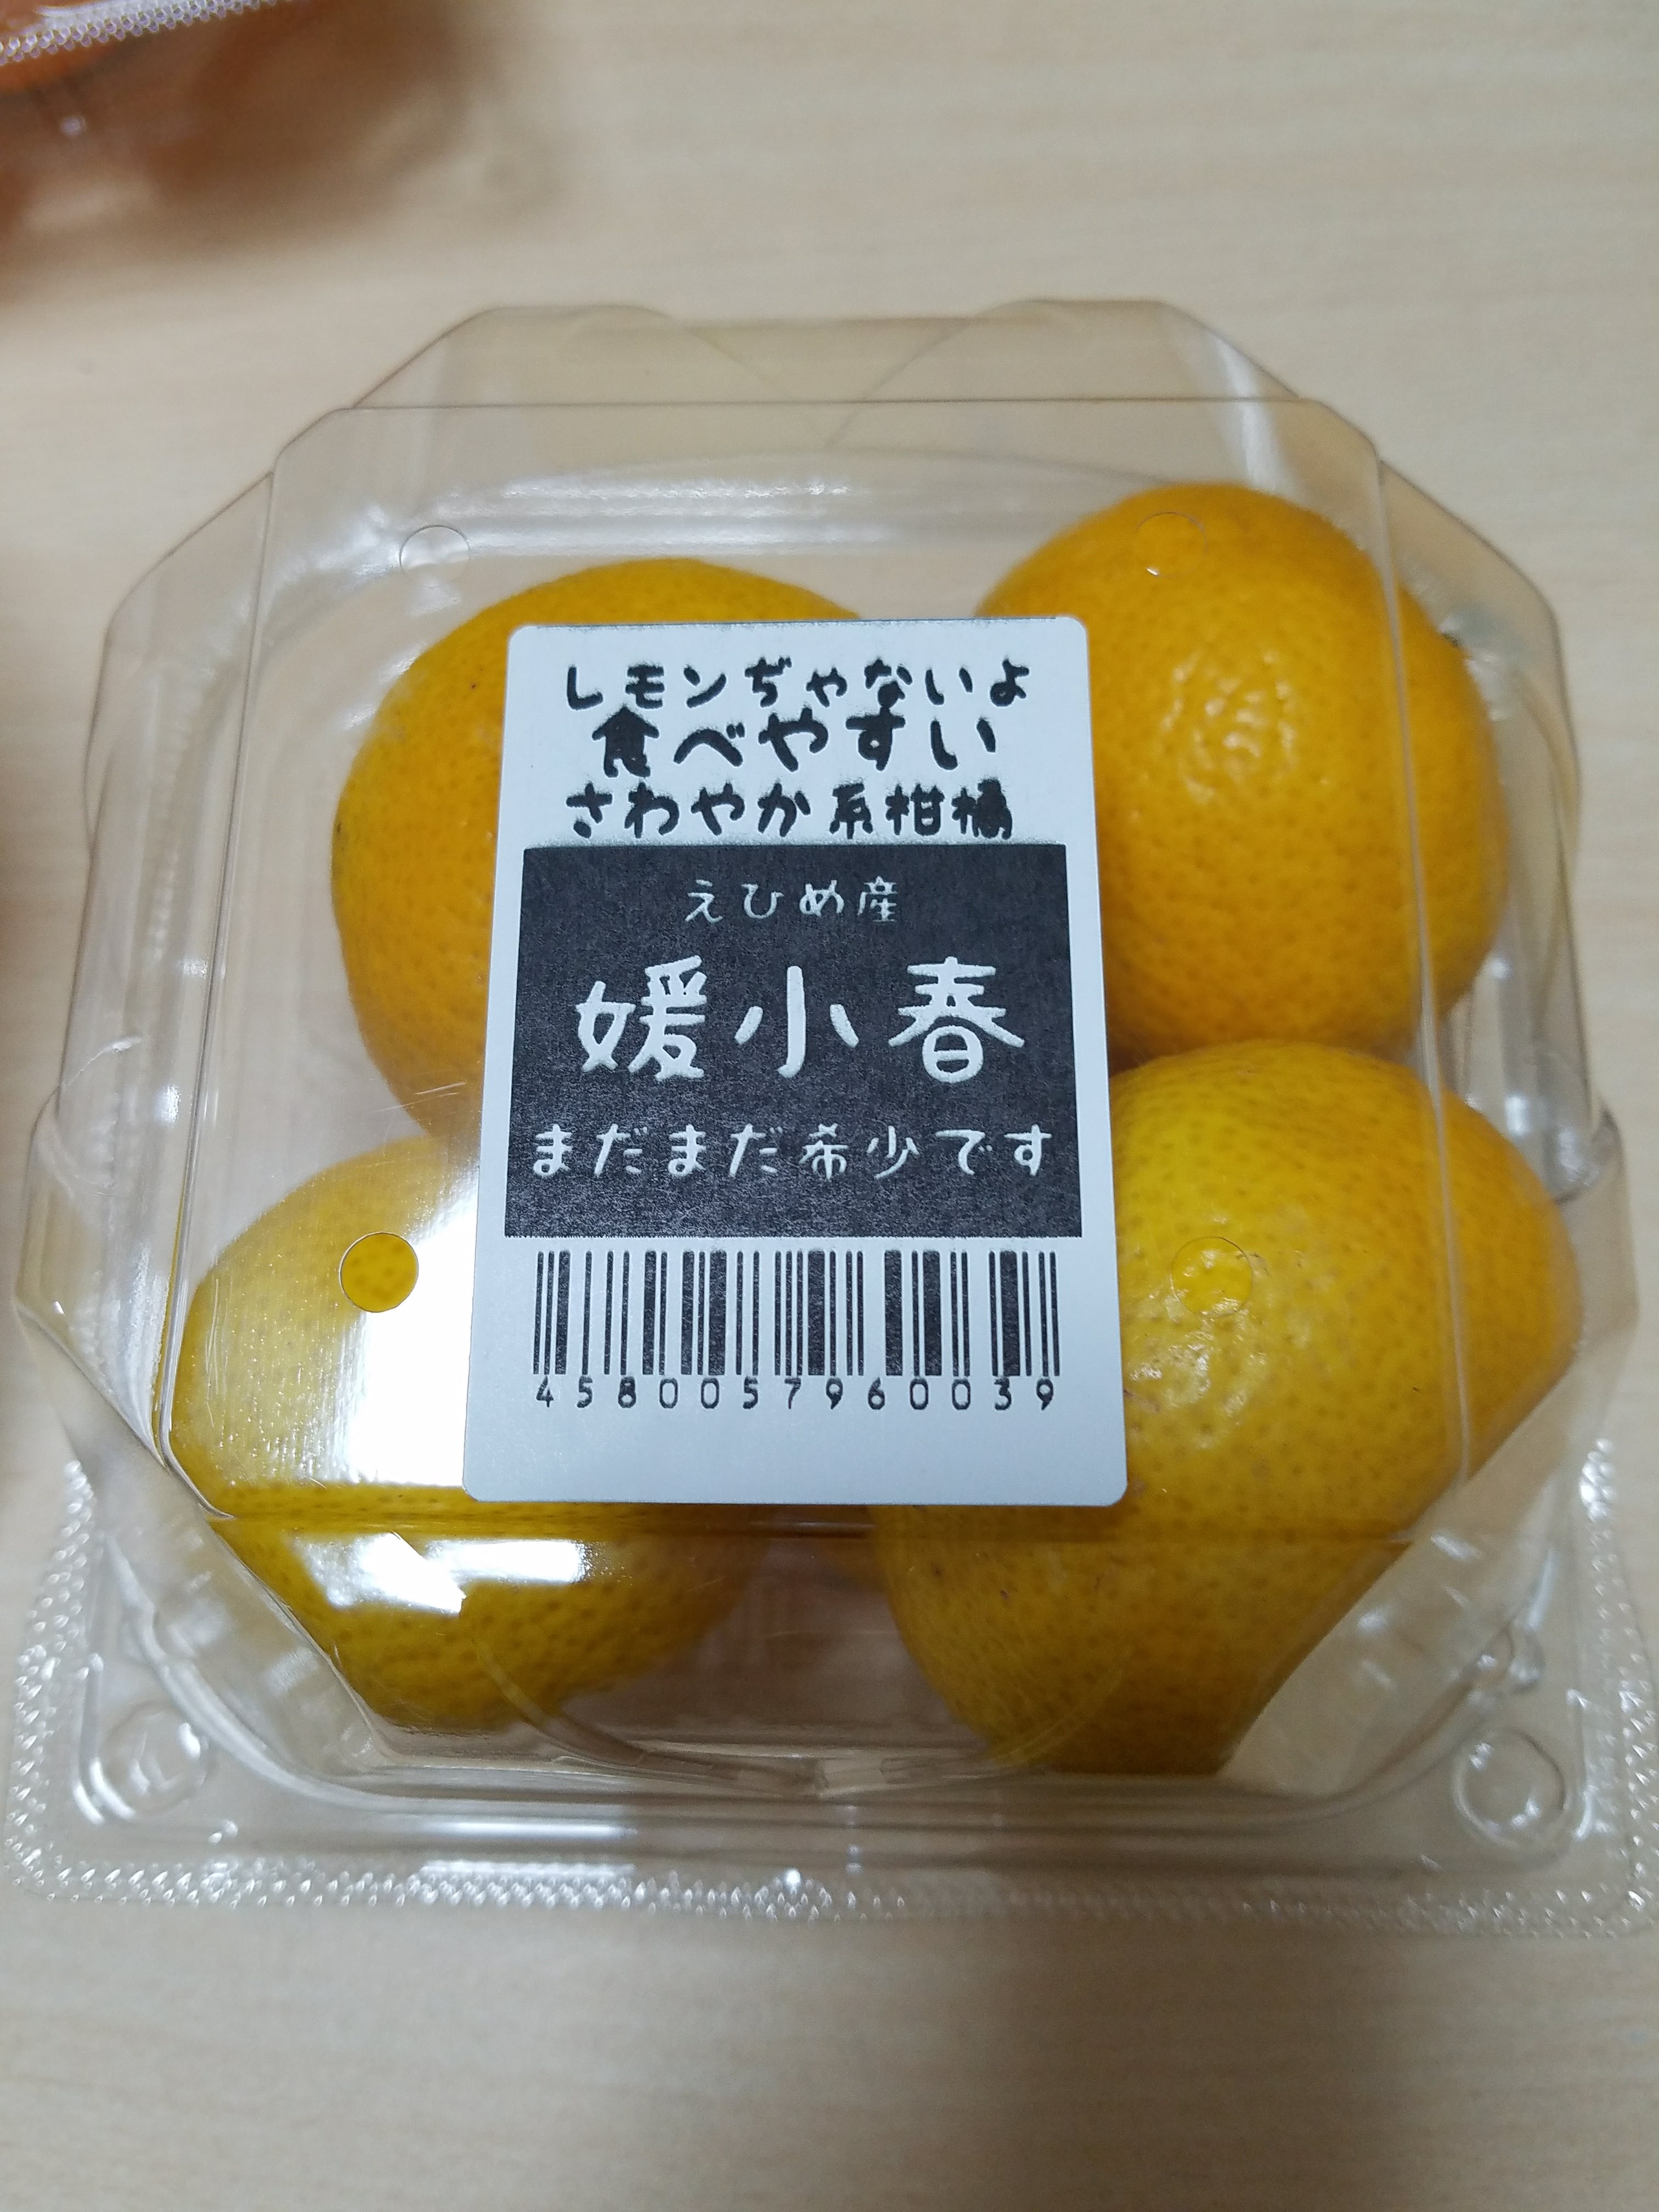 レモンぢゃないよ
食べやすい
さわやか系柑橘
えひめ産
媛小春
まだまだ希少です
4580057960039